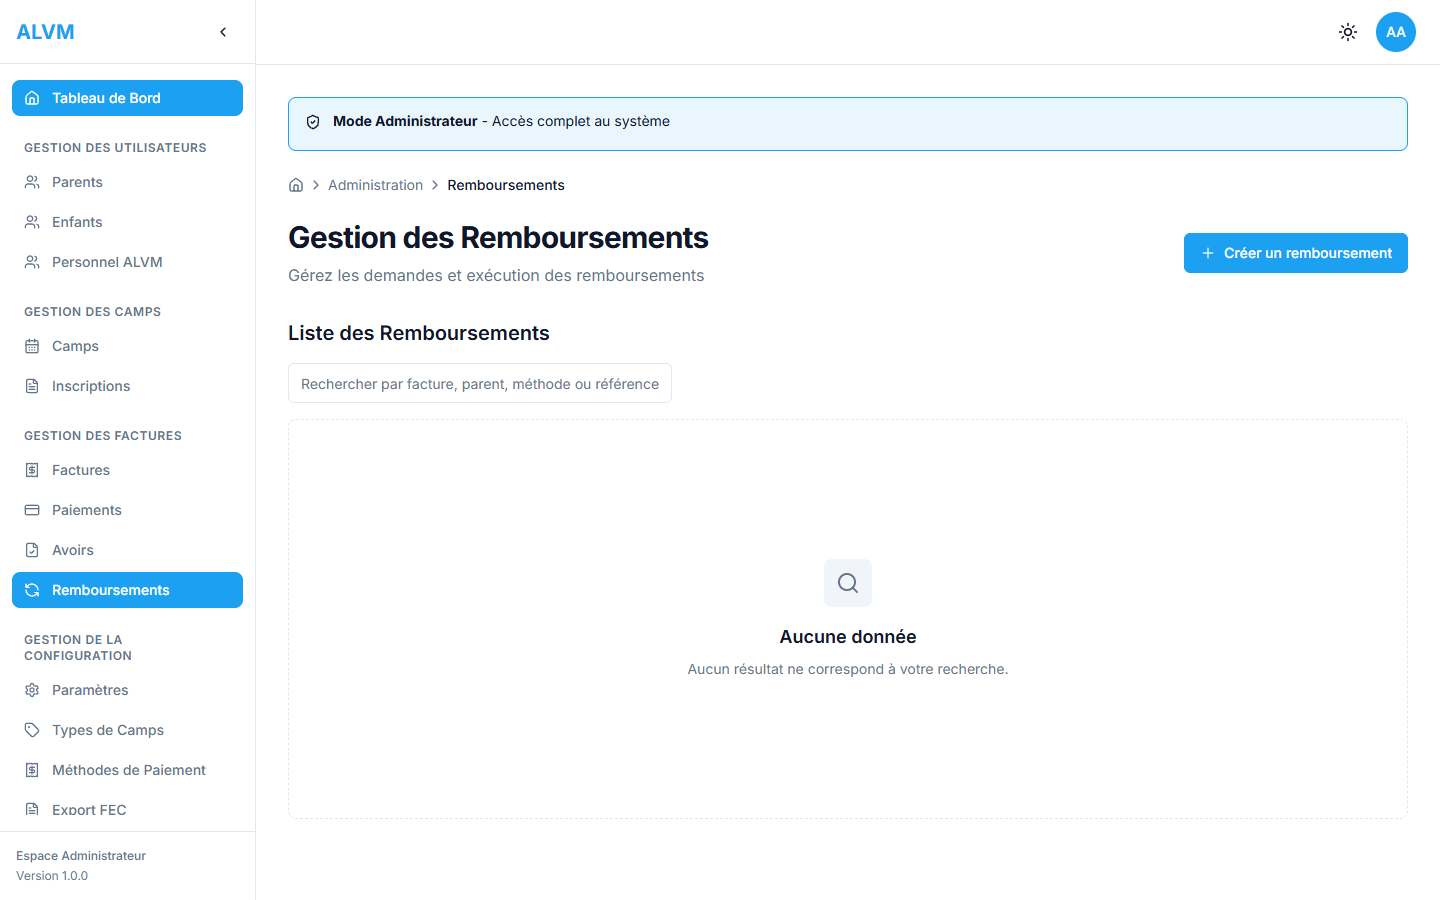 ALVM
AA
Tableau de Bord
GESTION DES UTILISATEURS
Parents
Enfants
Personnel ALVM
GESTION DES CAMPS
Camps
Inscriptions
GESTION DES FACTURES
Factures
Paiements
Avoirs
Remboursements
GESTION DE LA
CONFIGURATION
Paramètres
Types de Camps
Méthodes de Paiement
Export FEC
Espace Administrateur
Version 1.0.0
Mode Administrateur - Accès complet au système
Administration
Remboursements
Gestion des Remboursements
Gérez les demandes et exécution des remboursements
Créer un remboursement
Liste des Remboursements
Rechercher par facture, parent, méthode ou référence
Aucune donnée
Aucun résultat ne correspond à votre recherche.